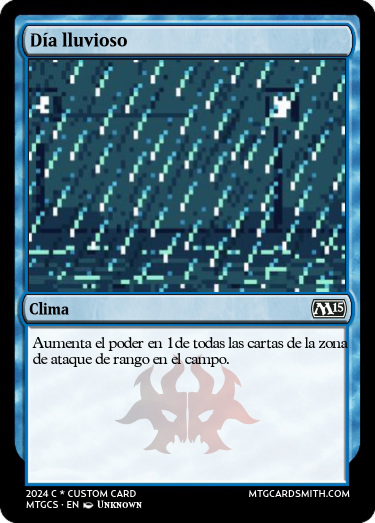 Día lluvioso
Clima
M15
Aumenta el poder en 1 de todas las cartas de la zona
de ataque de rango en el campo.
2024 C * CUSTOM CARD
MTGCARDSMITH.COM
MTGCS · EN UNKNOWN